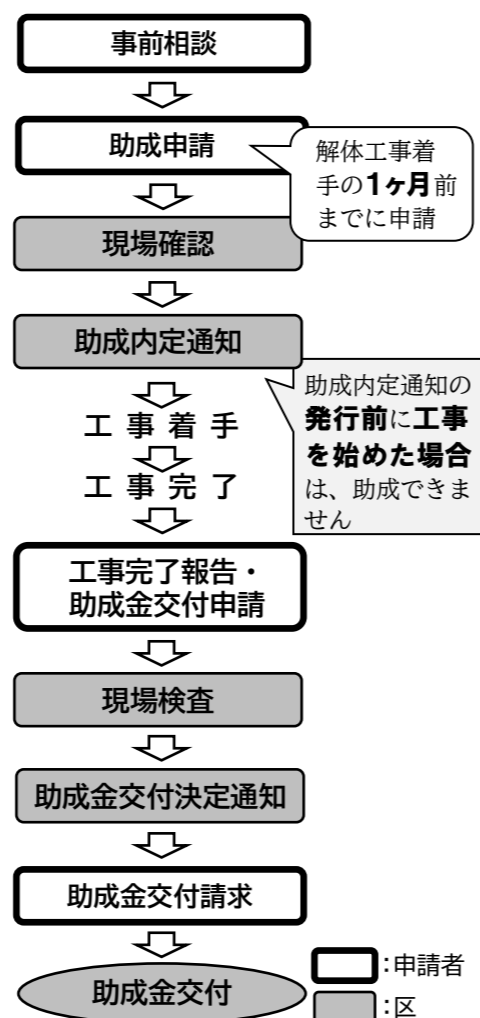 事前相談
助成申請
解体工事着
手の1ヶ月前
までに申請
現場確認
助成内定通知
助成内定通知の
発行前に工事
を始めた場合
は、助成できま
せん
工事着手
工事完了
工事完了報告・
助成金交付申請
現場検査
助成金交付決定通知
助成金交付請求
助成金交付
:申請者
:区